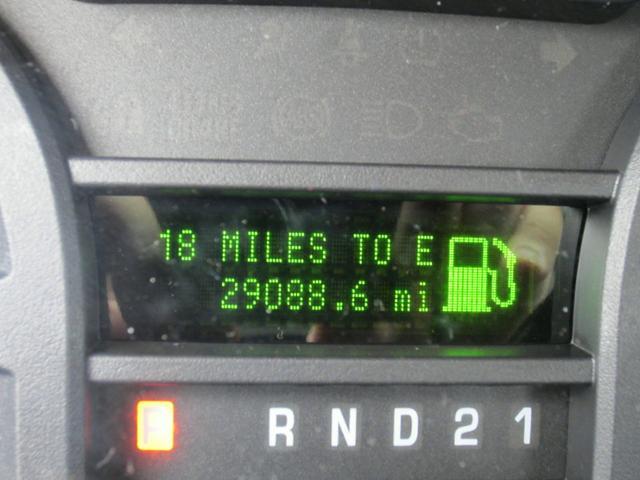 18 MILES TO E
29088.6 mi
P R N D 2 1